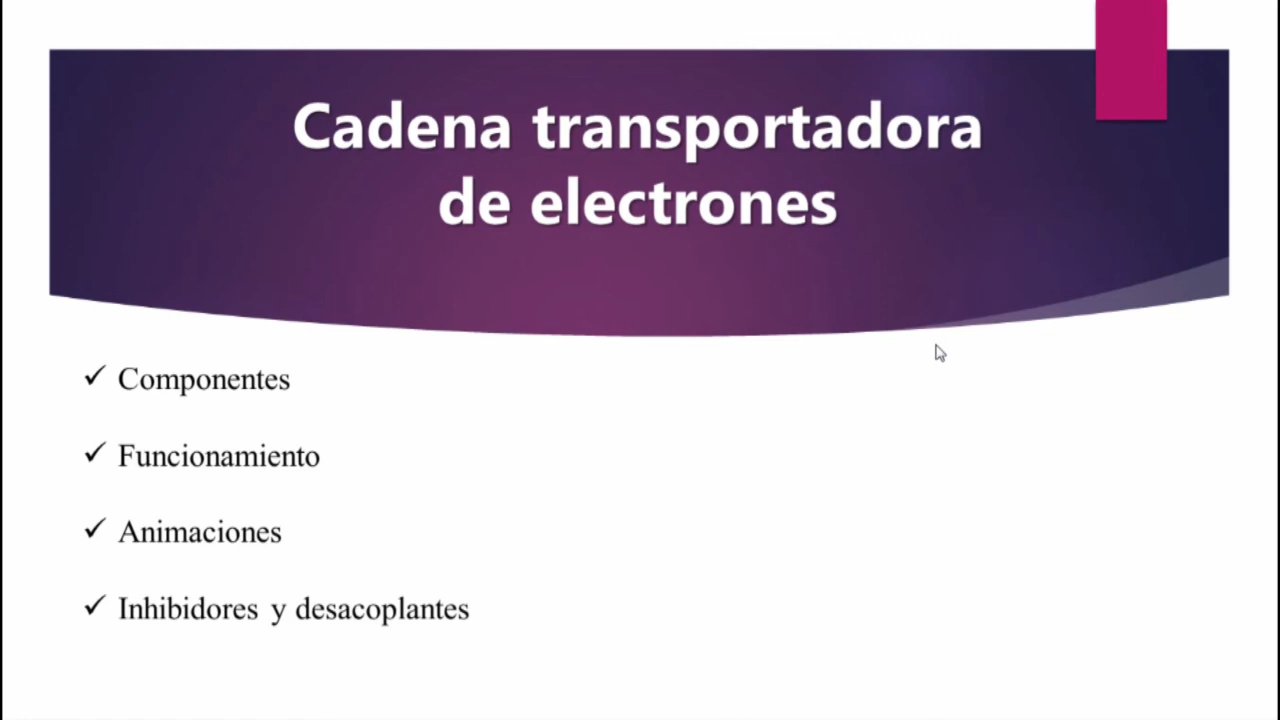 Cadena transportadora
de electrones
✓ Componentes
✓ Funcionamiento
✓ Animaciones
✓ Inhibidores y desacoplantes